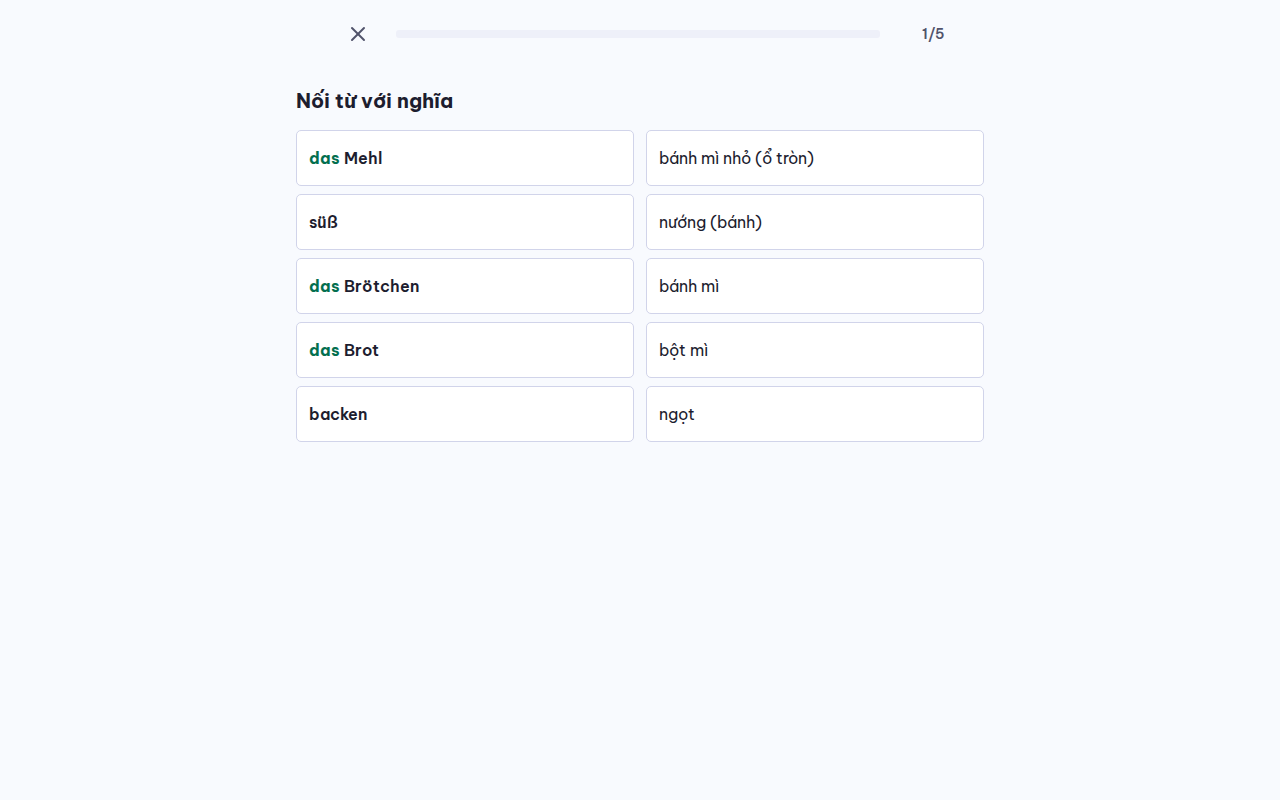 1/5
Nối từ với nghĩa
das Mehl
bánh mì nhỏ (ổ tròn)
süß
nướng (bánh)
das Brötchen
bánh mì
das Brot
bột mì
backen
ngọt